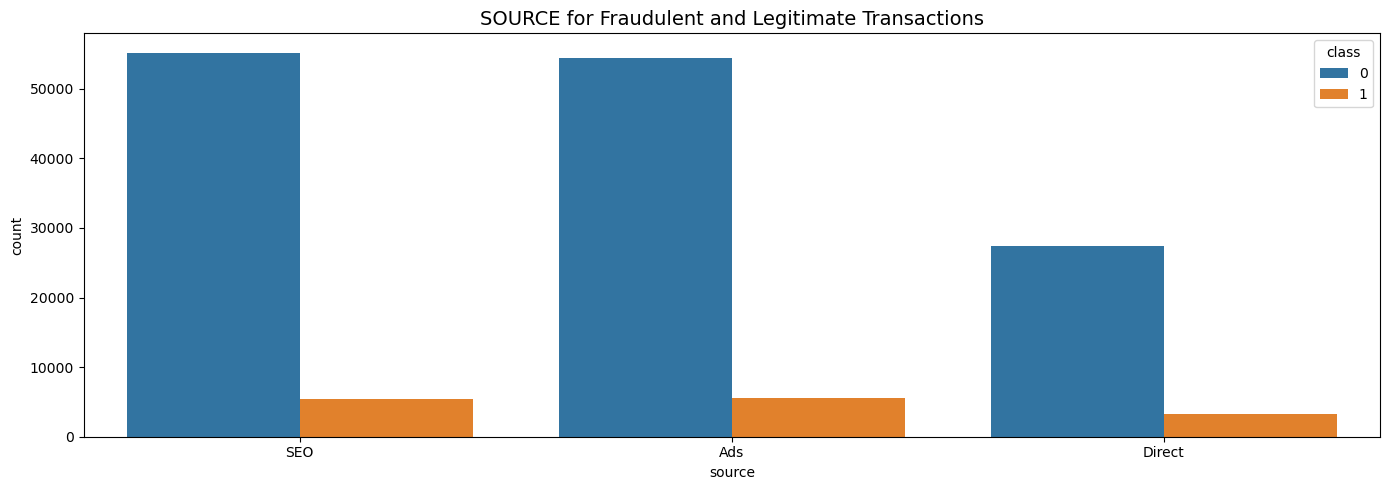 SOURCE for Fraudulent and Legitimate Transactions
class
0
1
count
50000
40000
30000
20000
10000
0
SEO
Ads
Direct
source